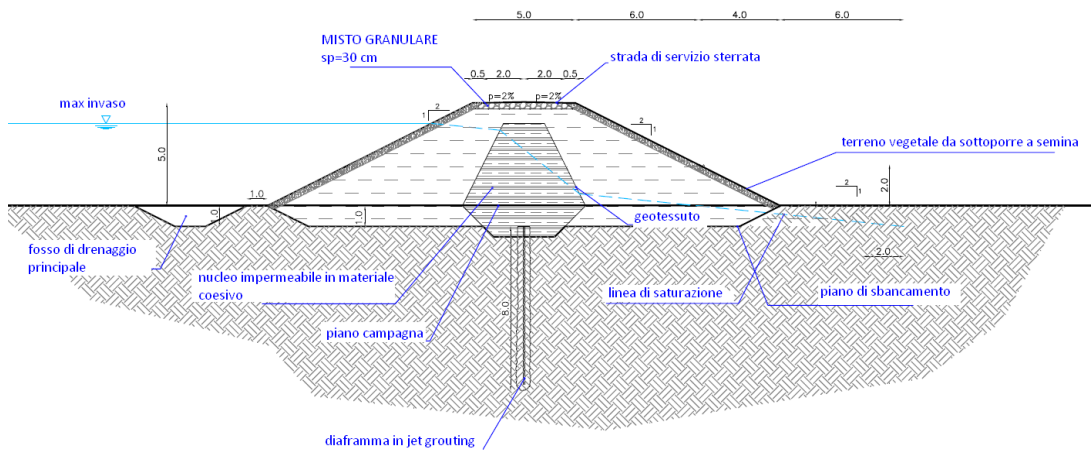 5.0 6.0 4.0 6.0
MISTO GRANULARE
sp=30 cm
strada di servizio sterrata
0.5 2.0 2.0 0.5
p=2% p=2%
max invaso
2
1
2
1
5.0
terreno vegetale da sottoporre a semina
1.0
2
1
2.0
1.0
1.0
geotessuto
fosso di drenaggio
principale
2.0
nucleo impermeabile in materiale
coesivo
linea di saturazione
piano di sbancamento
8.0
piano campagna
diaframma in jet grouting